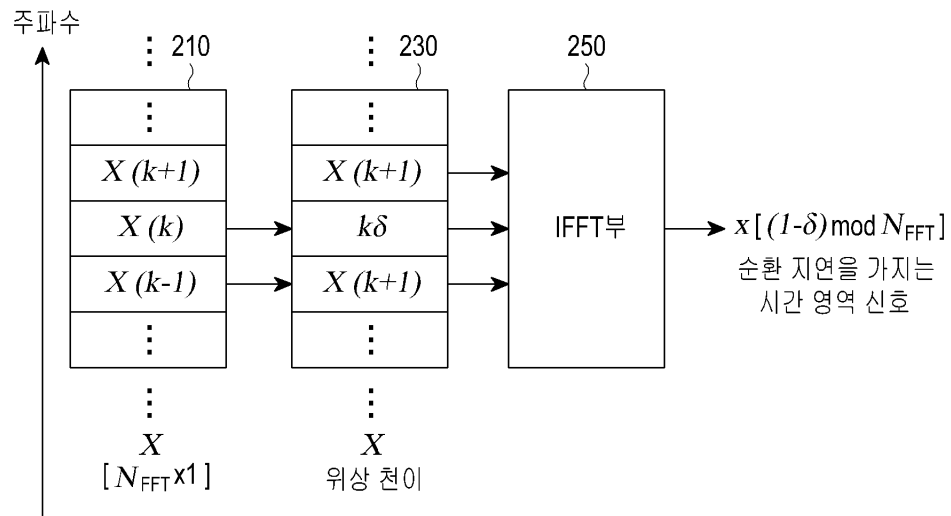 주파수
210
230
250
X (k+1)
X (k)
X (k-1)
X (k+1)
kδ
X (k+1)
IFFT부
x [ (1-δ) mod N_FFT ]
순환 지연을 가지는
시간 영역 신호
X
[ N_FFT x1 ]
X
위상 천이